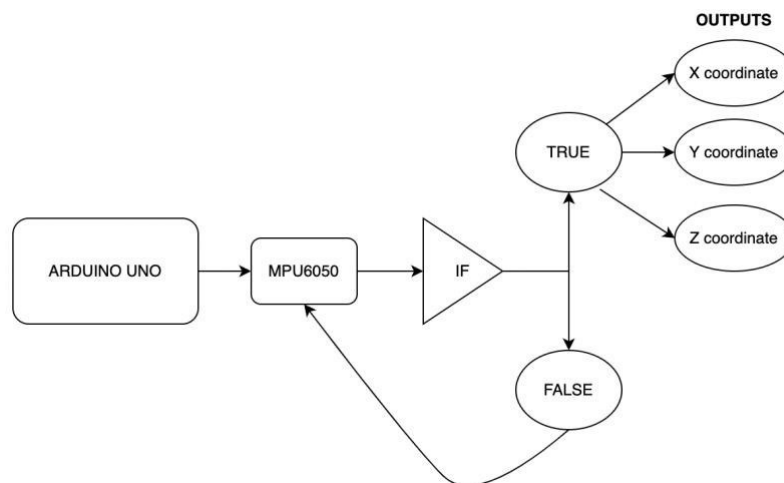 OUTPUTS
X coordinate
TRUE
Y coordinate
Z coordinate
ARDUINO UNO
MPU6050
IF
FALSE